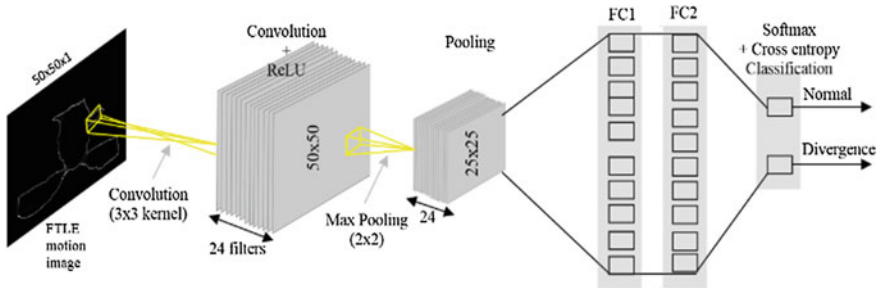 50x50x1
FTLE
motion
image
Convolution
(3x3 kernel)
Convolution
+
ReLU
50x50
24 filters
Max Pooling
(2x2)
Pooling
25x25
24
FC1
FC2
Softmax
+ Cross cntropy
Classification
Normal
Divergence